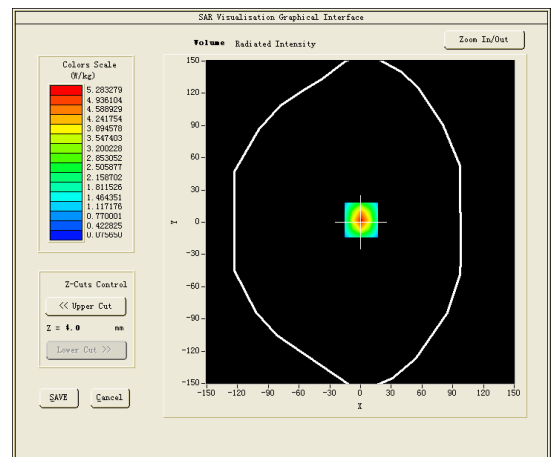 SAR Visualisation Graphical Interface
Volume Radiated Intensity
Zoom In/Out
Colors Scale
(W/kg)
5.283279
4.936104
4.588929
4.241754
3.894578
3.547403
3.200228
2.853052
2.505877
2.158702
1.811526
1.464351
1.117176
0.770001
0.422825
0.075650
Z-Cuts Control
<< Upper Cut
Z = 4.0 mm
Lower Cut >>
SAVE Cancel
150
120
90
60
30
0
-30
-60
-90
-120
-150
Y
-150 -120 -90 -60 -30 0 30 60 90 120 150
X